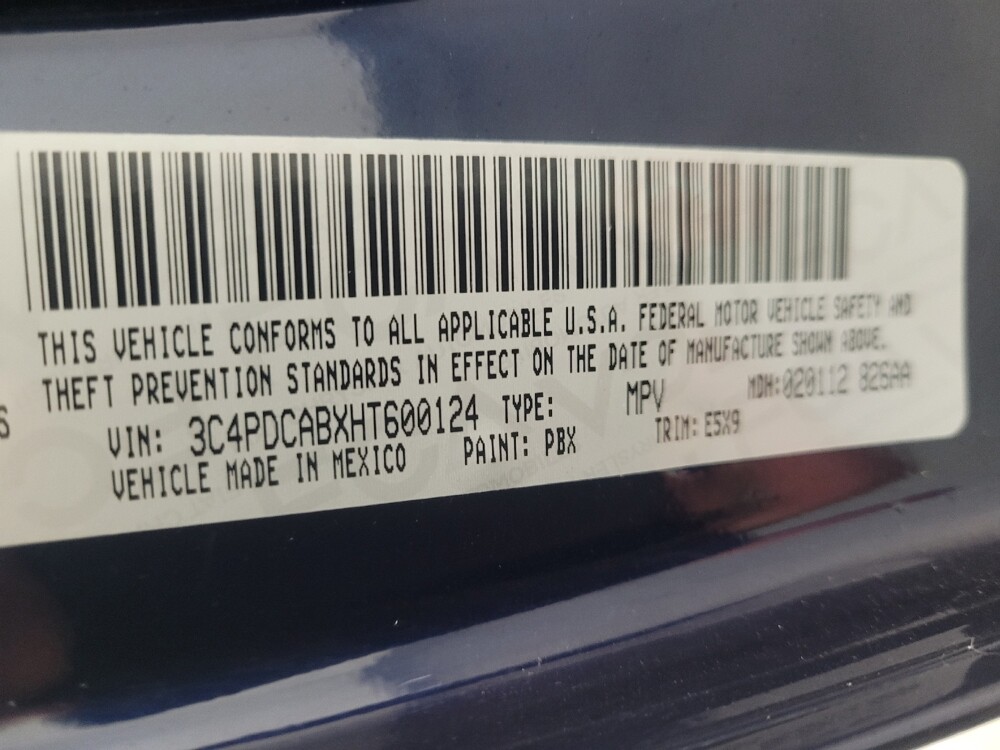 THIS VEHICLE CONFORMS TO ALL APPLICABLE U.S.A. FEDERAL MOTOR VEHICLE SAFETY AND
THEFT PREVENTION STANDARDS IN EFFECT ON THE DATE OF MANUFACTURE SHOWN ABOVE.
VIN: 3C4PDCABXHT600124 TYPE: MPV MDH:020112 826AA
VEHICLE MADE IN MEXICO PAINT: PBX TRIM: E5X9